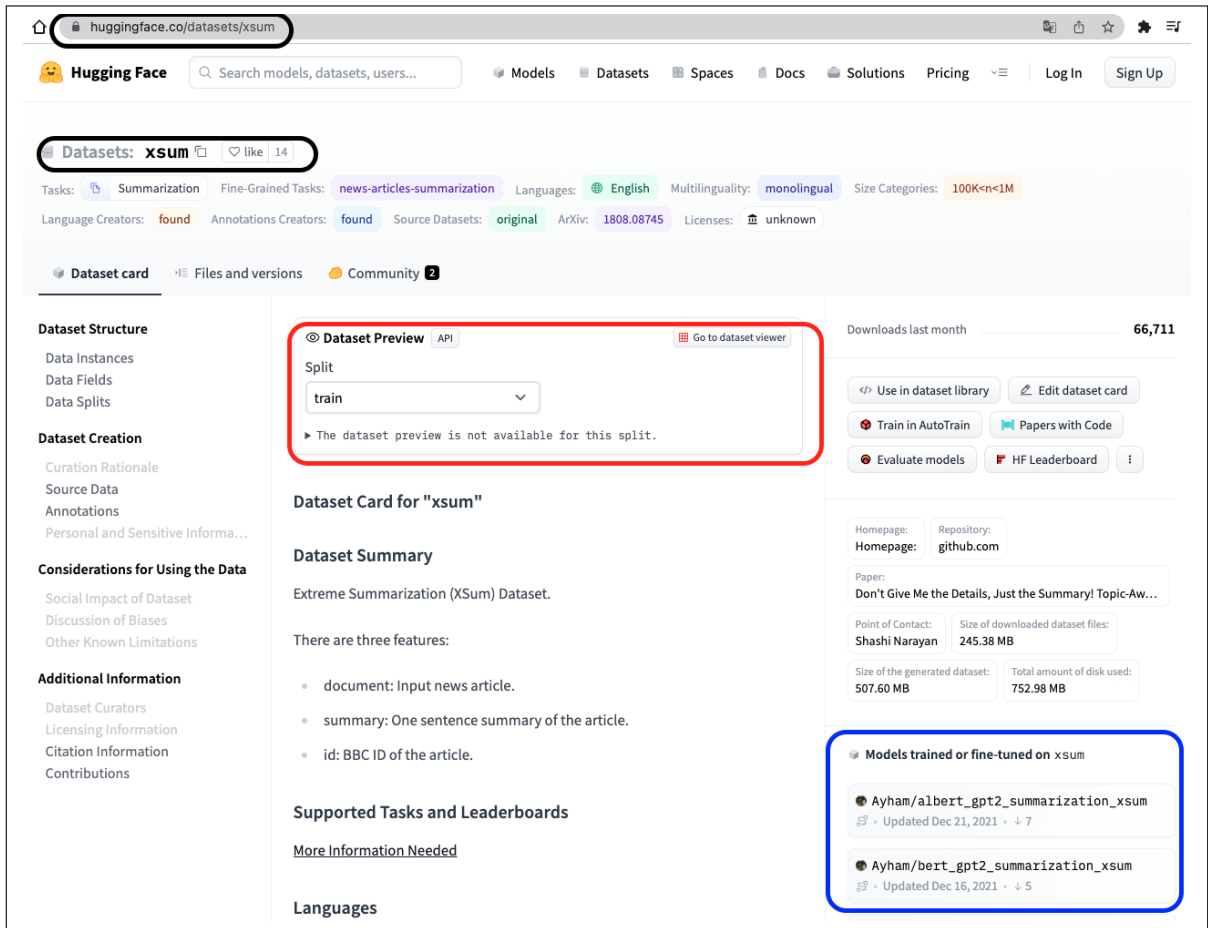 huggingface.co/datasets/xsum
Hugging Face Search models, datasets, users... Models Datasets Spaces Docs Solutions Pricing Log In Sign Up
Datasets: xsum like 14
Tasks: Summarization Fine-Grained Tasks: news-articles-summarization Languages: English Multilinguality: monolingual Size Categories: 100K<n<1M
Language Creators: found Annotations Creators: found Source Datasets: original ArXiv: 1808.08745 Licenses: unknown
Dataset card Files and versions Community 2
Dataset Structure
Data Instances
Data Fields
Data Splits
Dataset Creation
Curation Rationale
Source Data
Annotations
Personal and Sensitive Informa...
Considerations for Using the Data
Social Impact of Dataset
Discussion of Biases
Other Known Limitations
Additional Information
Dataset Curators
Licensing Information
Citation Information
Contributions
Dataset Preview API Go to dataset viewer
Split
train
The dataset preview is not available for this split.
Dataset Card for "xsum"
Dataset Summary
Extreme Summarization (XSum) Dataset.
There are three features:
document: Input news article.
summary: One sentence summary of the article.
id: BBC ID of the article.
Supported Tasks and Leaderboards
More Information Needed
Languages
Downloads last month 66,711
Use in dataset library Edit dataset card
Train in AutoTrain Papers with Code
Evaluate models HF Leaderboard
Homepage: Repository:
Homepage: github.com
Paper:
Don't Give Me the Details, Just the Summary! Topic-Aw...
Point of Contact: Size of downloaded dataset files:
Shashi Narayan 245.38 MB
Size of the generated dataset: Total amount of disk used:
507.60 MB 752.98 MB
Models trained or fine-tuned on xsum
Ayham/albert_gpt2_summarization_xsum
• Updated Dec 21, 2021 • ↓ 7
Ayham/bert_gpt2_summarization_xsum
• Updated Dec 16, 2021 • ↓ 5